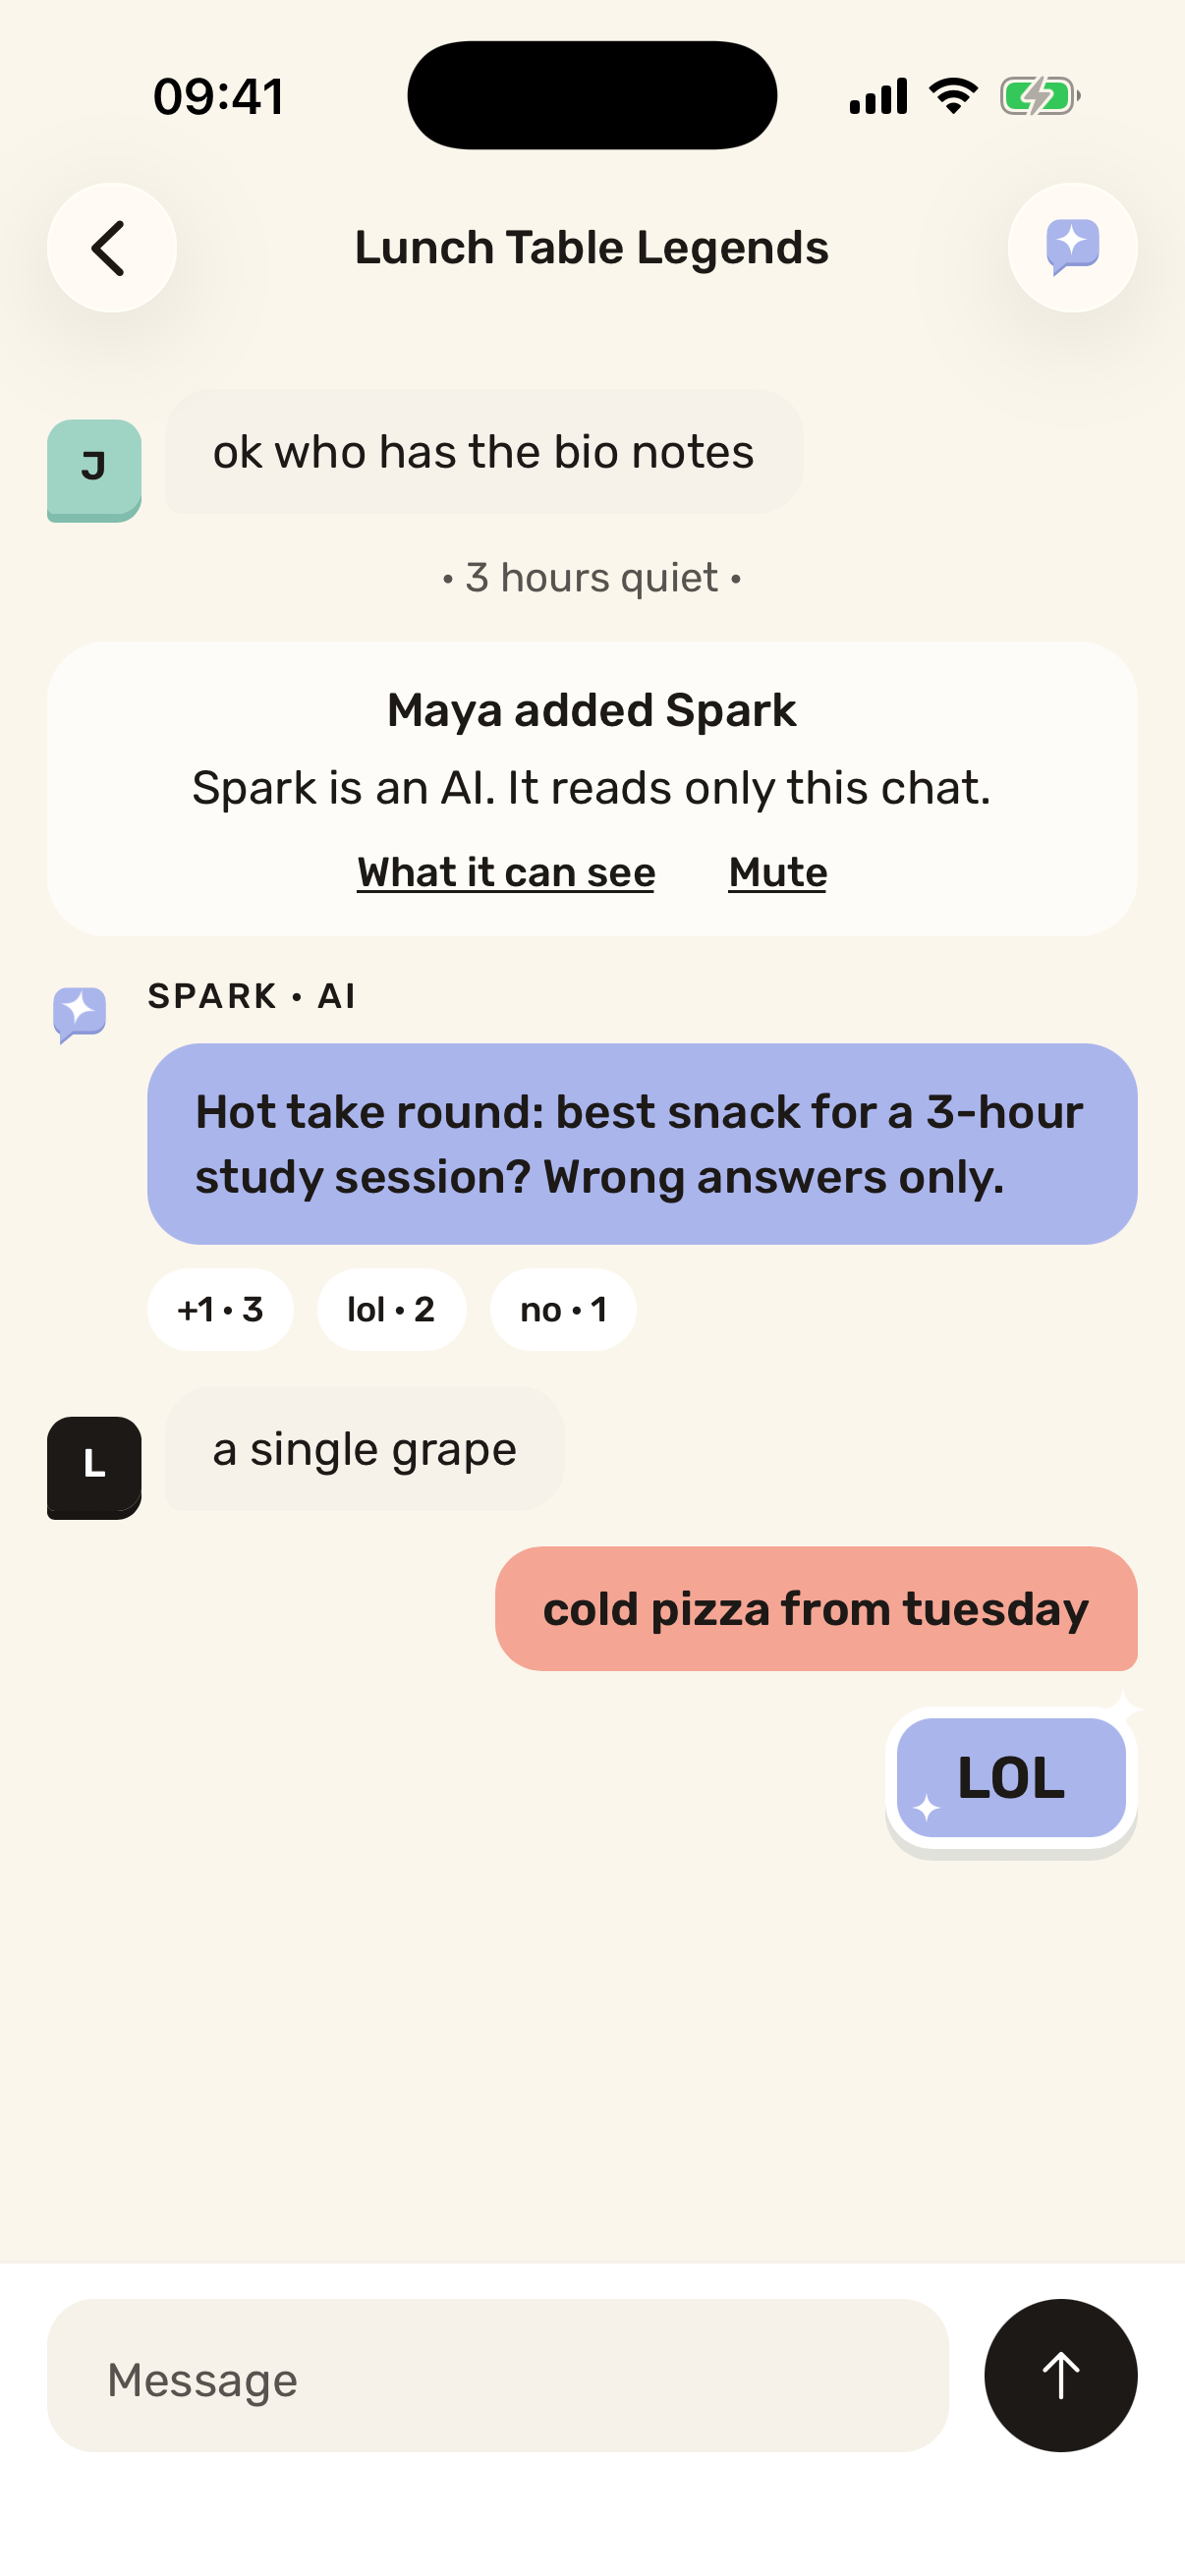 09:41
Lunch Table Legends
J
ok who has the bio notes
• 3 hours quiet •
Maya added Spark
Spark is an AI. It reads only this chat.
What it can see Mute
SPARK • AI
Hot take round: best snack for a 3-hour
study session? Wrong answers only.
+1 • 3 lol • 2 no • 1
L
a single grape
cold pizza from tuesday
LOL
Message